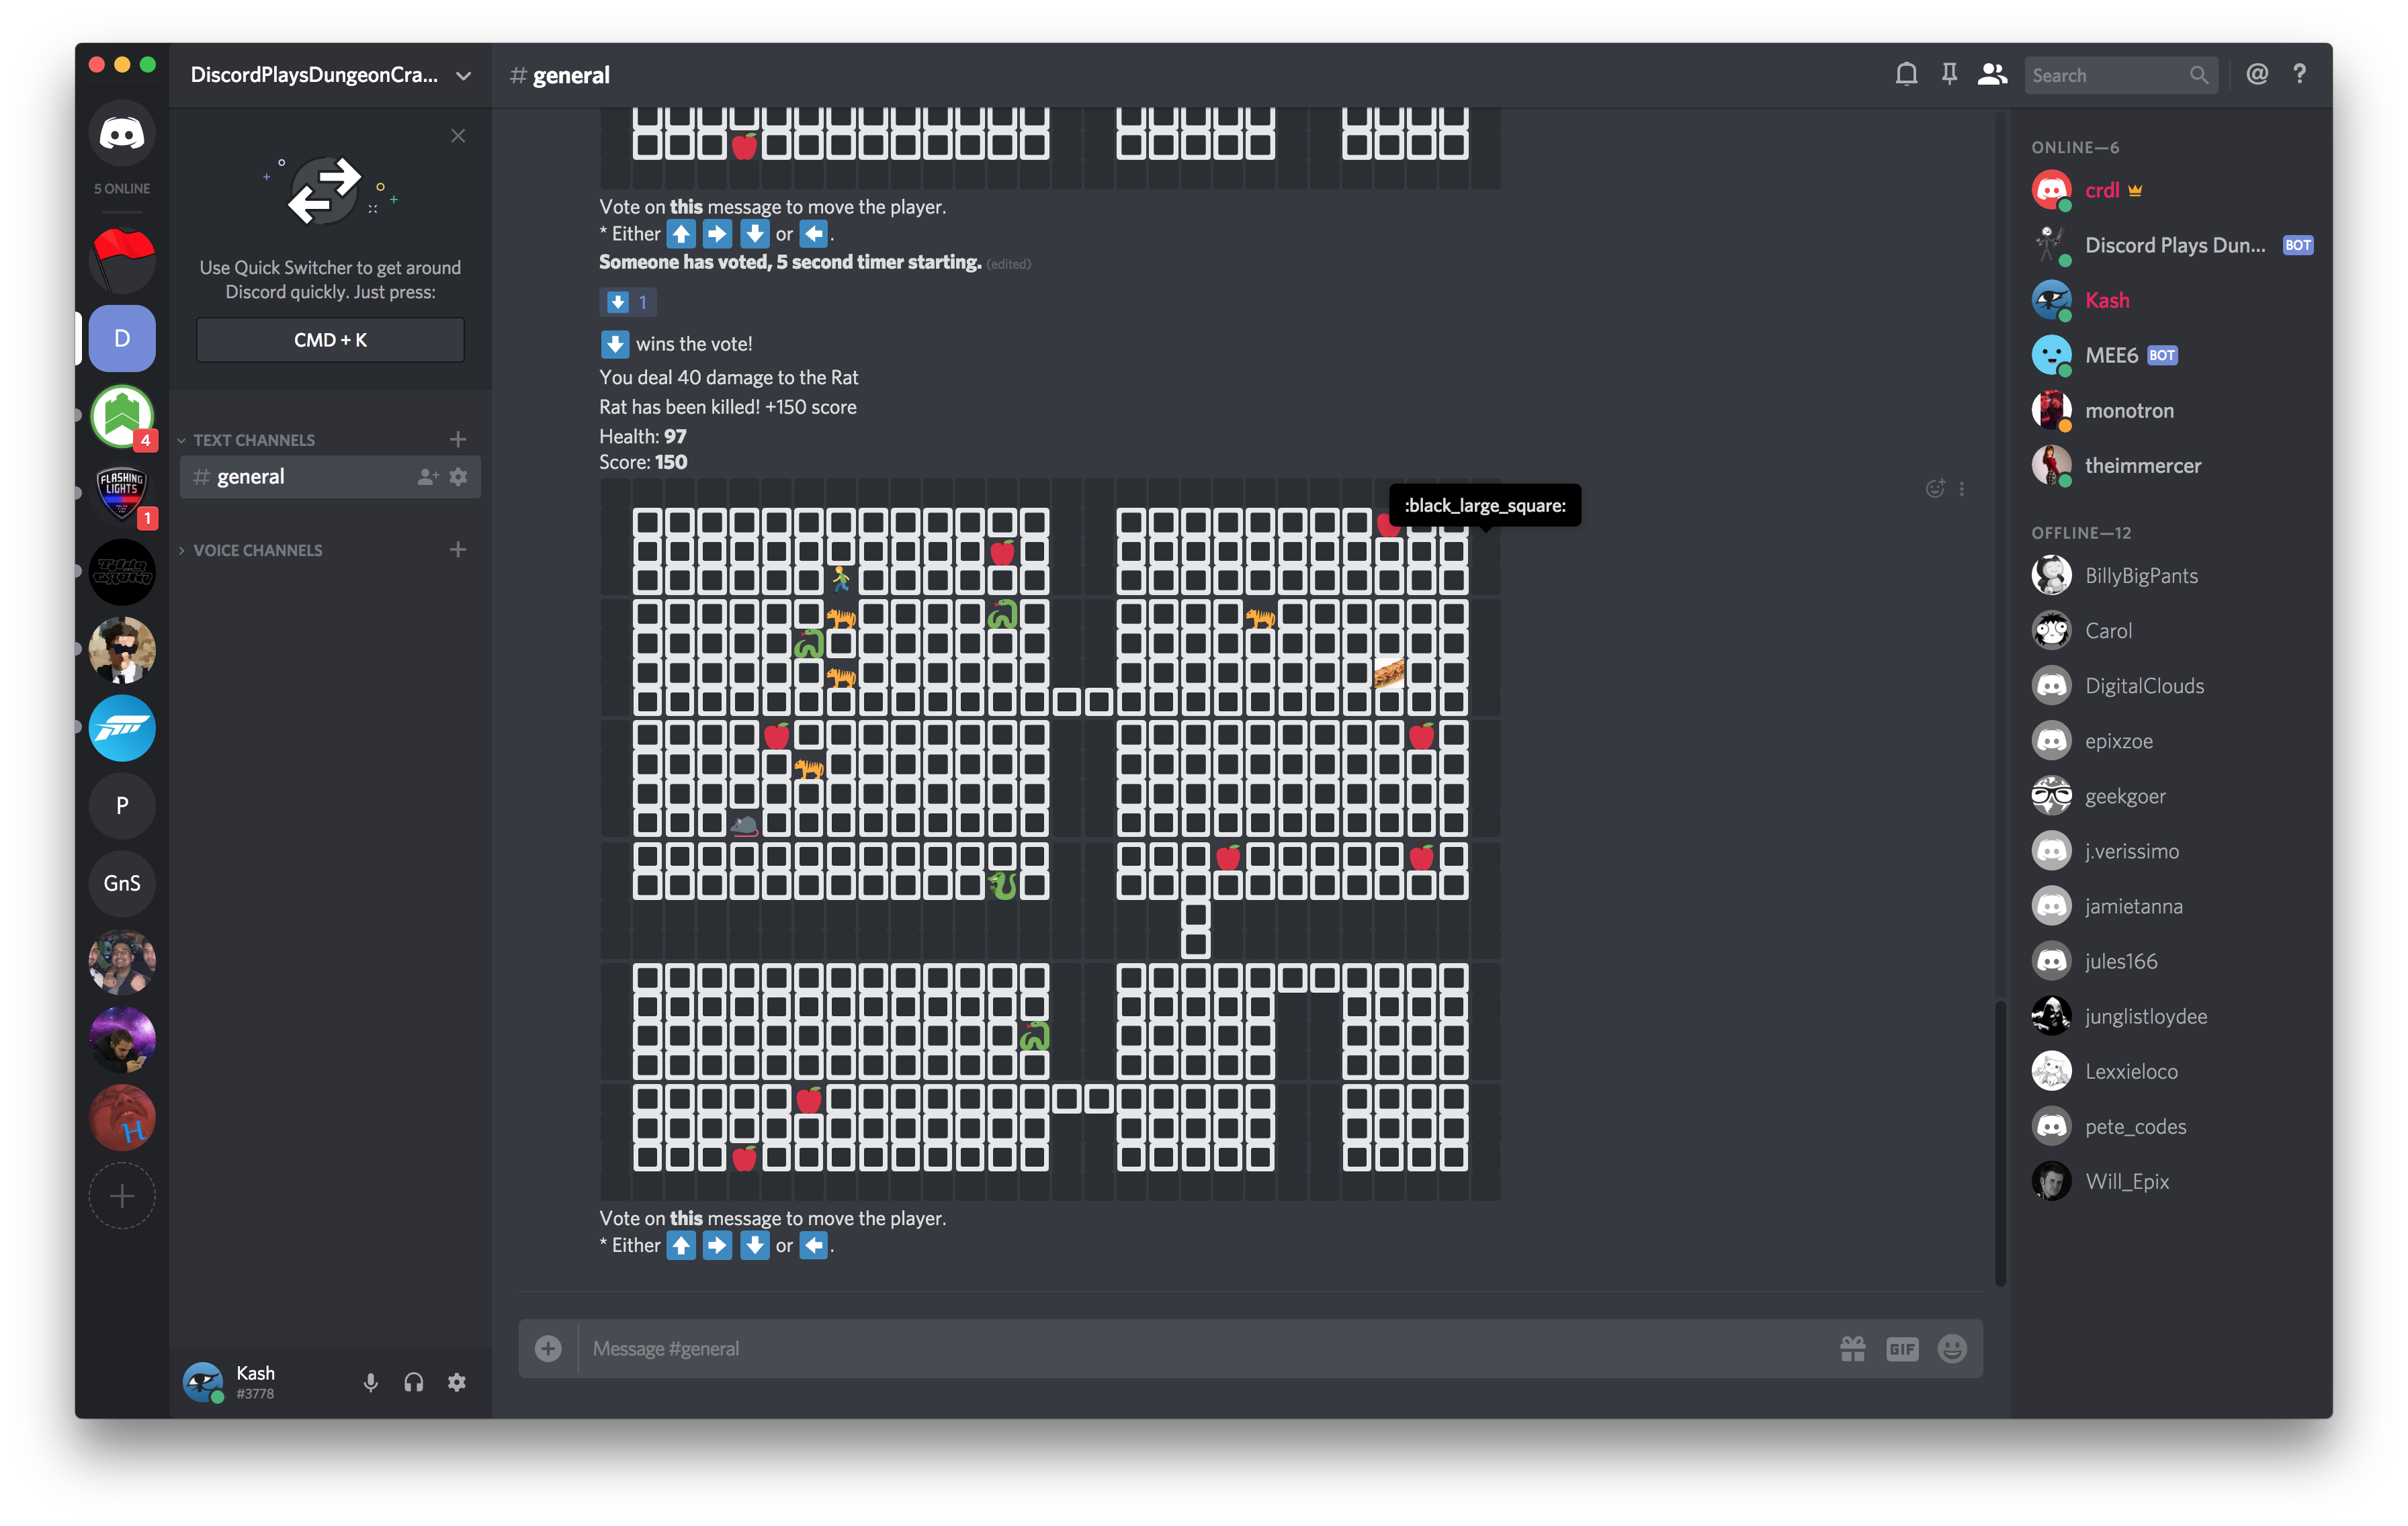 DiscordPlaysDungeonCra...
# general
Search
5 ONLINE
D
4
FLASHING
LIGHTS
1
P
GnS
H
Use Quick Switcher to get around
Discord quickly. Just press:
CMD + K
TEXT CHANNELS
# general
VOICE CHANNELS
Kash
#3778
Vote on this message to move the player.
* Either ⬆ ➡ ⬇ or ⬅.
Someone has voted, 5 second timer starting. (edited)
⬇ 1
⬇ wins the vote!
You deal 40 damage to the Rat
Rat has been killed! +150 score
Health: 97
Score: 150
:black_large_square:
Vote on this message to move the player.
* Either ⬆ ➡ ⬇ or ⬅.
Message #general
GIF
ONLINE—6
crdl
Discord Plays Dun... BOT
Kash
MEE6 BOT
monotron
theimmercer
OFFLINE—12
BillyBigPants
Carol
DigitalClouds
epixzoe
geekgoer
j.verissimo
jamietanna
jules166
junglistloydee
Lexxieloco
pete_codes
Will_Epix